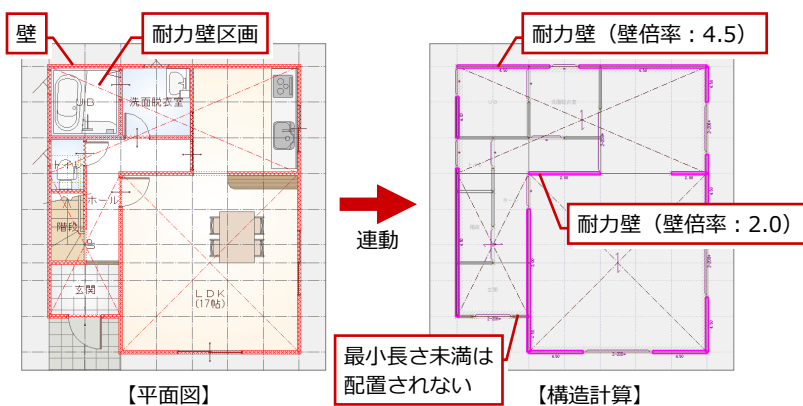 壁
耐力壁区画
耐力壁（壁倍率：4.5）
UB
洗面脱衣室
トイレ
ホール
階段
UP
玄関
LDK
(17帖)
連動
耐力壁（壁倍率：2.0）
最小長さ未満は
配置されない
【平面図】
【構造計算】